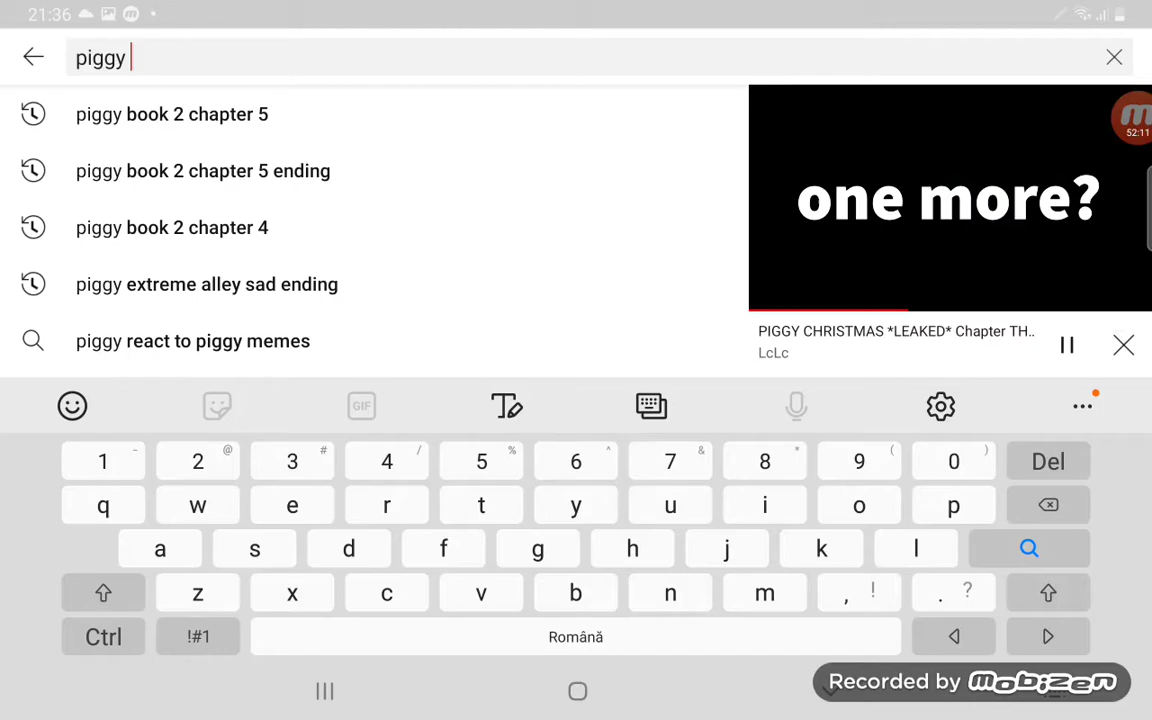 21:36
piggy
piggy book 2 chapter 5
piggy book 2 chapter 5 ending
piggy book 2 chapter 4
piggy extreme alley sad ending
piggy react to piggy memes
52:11
one more?
PIGGY CHRISTMAS *LEAKED* Chapter TH..
LcLc
GIF
1 - 2 @ 3 # 4 / 5 % 6 ^ 7 & 8 * 9 ( 0 ) Del
q w e r t y u i o p
a s d f g h j k l
z x c v b n m , ! . ?
Ctrl !#1 Română
Recorded by mobizen